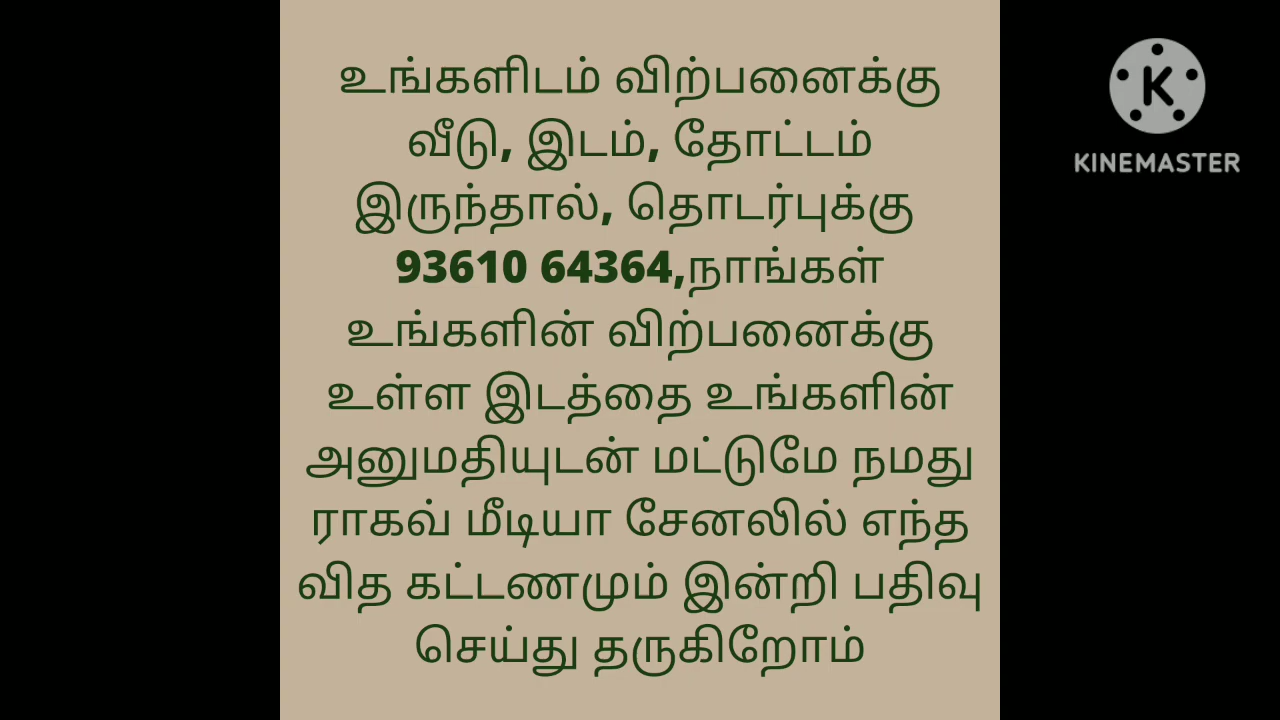 உங்களிடம் விற்பனைக்கு
வீடு, இடம், தோட்டம்
இருந்தால், தொடர்புக்கு
93610 64364,நாங்கள்
உங்களின் விற்பனைக்கு
உள்ள இடத்தை உங்களின்
அனுமதியுடன் மட்டுமே நமது
ராகவ் மீடியா சேனலில் எந்த
வித கட்டணமும் இன்றி பதிவு
செய்து தருகிறோம்
K
KINEMASTER